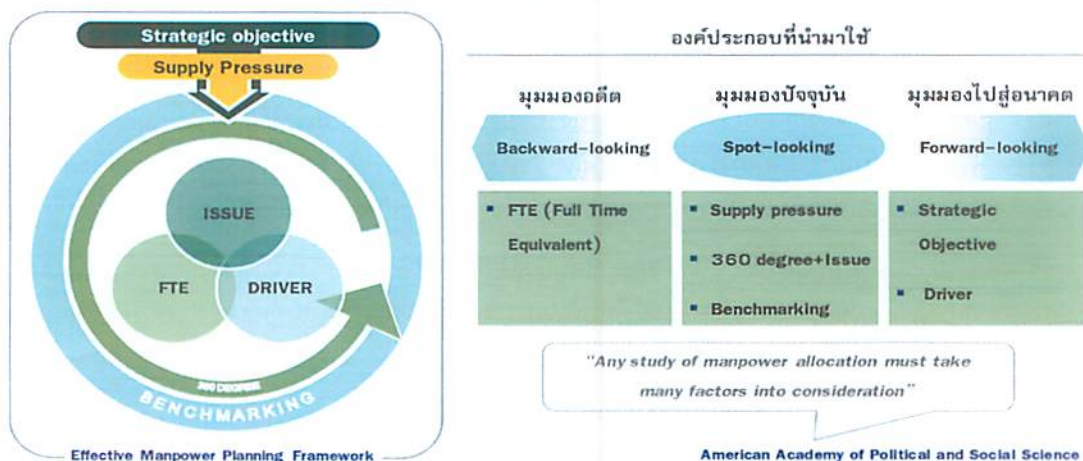 Strategic objective
Supply Pressure
ISSUE
FTE
DRIVER
360 DEGREE
BENCHMARKING
Effective Manpower Planning Framework
องค์ประกอบที่นำมาใช้
มุมมองอดีต
มุมมองปัจจุบัน
มุมมองไปสู่อนาคต
Backward-looking
Spot-looking
Forward-looking
▪ FTE (Full Time
Equivalent)
▪ Supply pressure
▪ 360 degree+Issue
▪ Benchmarking
▪ Strategic
Objective
▪ Driver
"Any study of manpower allocation must take
many factors into consideration"
American Academy of Political and Social Science